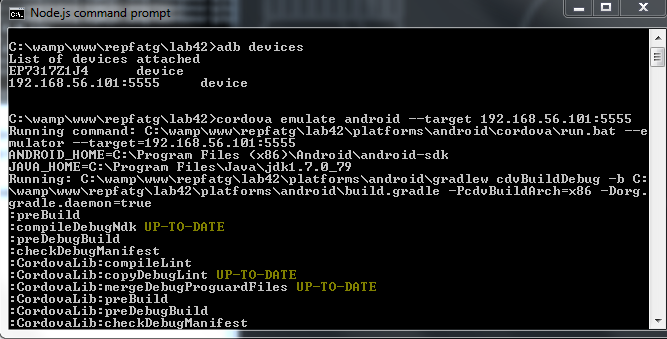 Node.js command prompt
C:\wamp\www\repfatg\lab42>adb devices
List of devices attached
EP7317Z1J4      device
192.168.56.101:5555     device
C:\wamp\www\repfatg\lab42>cordova emulate android --target 192.168.56.101:5555
Running command: C:\wamp\www\repfatg\lab42\platforms\android\cordova\run.bat --e
mulator --target=192.168.56.101:5555
ANDROID_HOME=C:\Program Files (x86)\Android\android-sdk
JAVA_HOME=C:\Program Files\Java\jdk1.7.0_79
Running: C:\wamp\www\repfatg\lab42\platforms\android\gradlew cdvBuildDebug -b C:
\wamp\www\repfatg\lab42\platforms\android\build.gradle -PcdvBuildArch=x86 -Dorg.
gradle.daemon=true
:preBuild
:compileDebugNdk UP-TO-DATE
:preDebugBuild
:checkDebugManifest
:CordovaLib:compileLint
:CordovaLib:copyDebugLint UP-TO-DATE
:CordovaLib:mergeDebugProguardFiles UP-TO-DATE
:CordovaLib:preBuild
:CordovaLib:preDebugBuild
:CordovaLib:checkDebugManifest